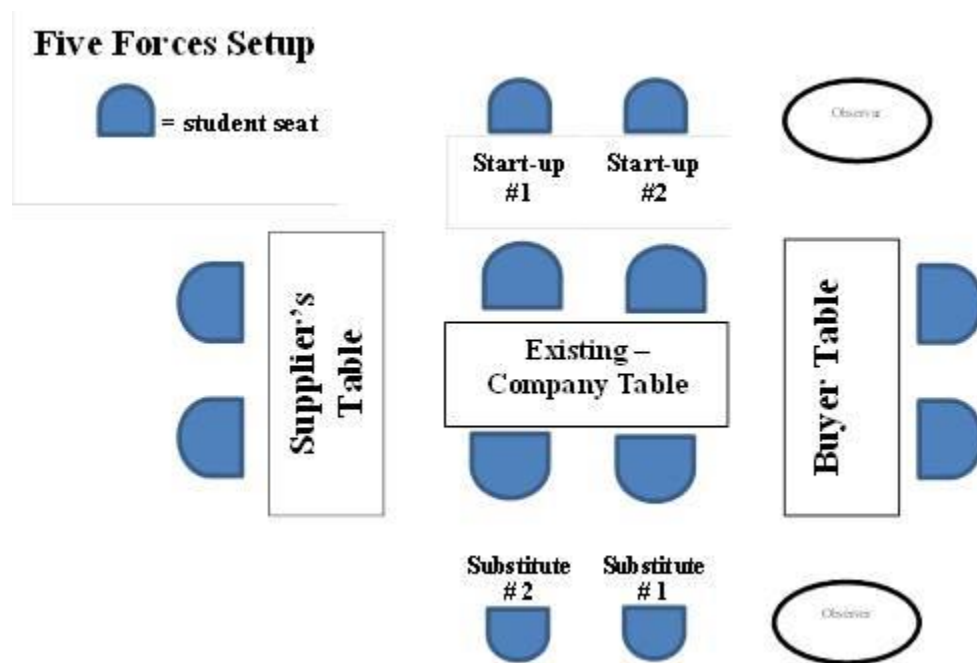 Five Forces Setup
= student seat
Observer
Start-up
#1
Start-up
#2
Supplier’s
Table
Existing –
Company Table
Buyer Table
Substitute
# 2
Substitute
# 1
Observer